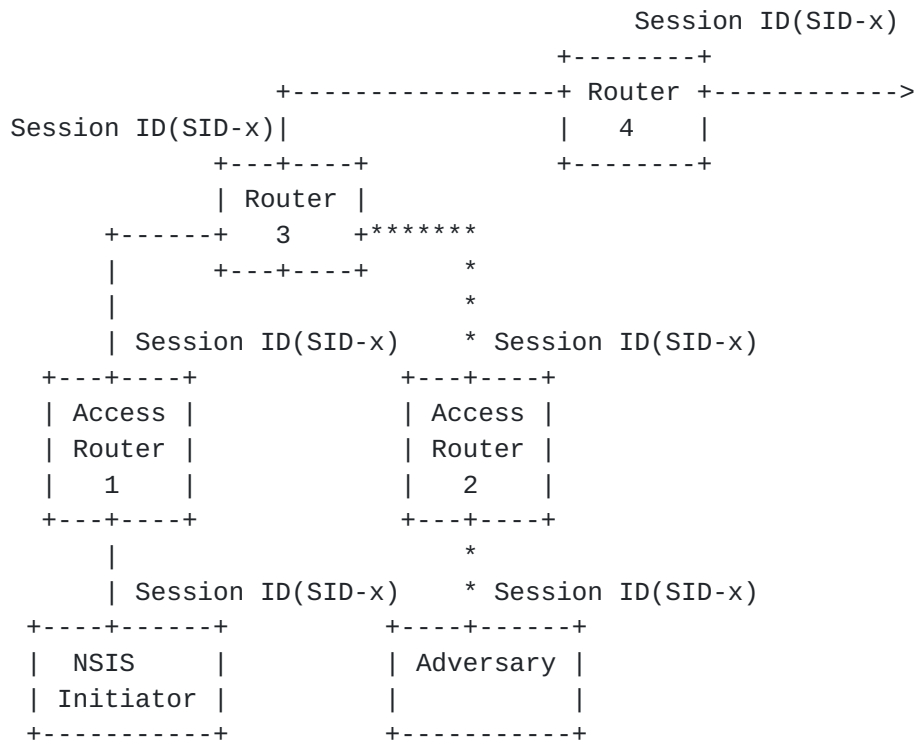 Session ID(SID-x)
+--------+
+-----------------+ Router +------------>
Session ID(SID-x)| | 4 |
+---+----+ +--------+
| Router |
+------+ 3 +*******
| +---+----+ *
| *
| Session ID(SID-x) * Session ID(SID-x)
+---+----+ +---+----+
| Access | | Access |
| Router | | Router |
| 1 | | 2 |
+---+----+ +---+----+
| *
| Session ID(SID-x) * Session ID(SID-x)
+----+------+ +----+------+
| NSIS | | Adversary |
| Initiator | | |
+-----------+ +-----------+